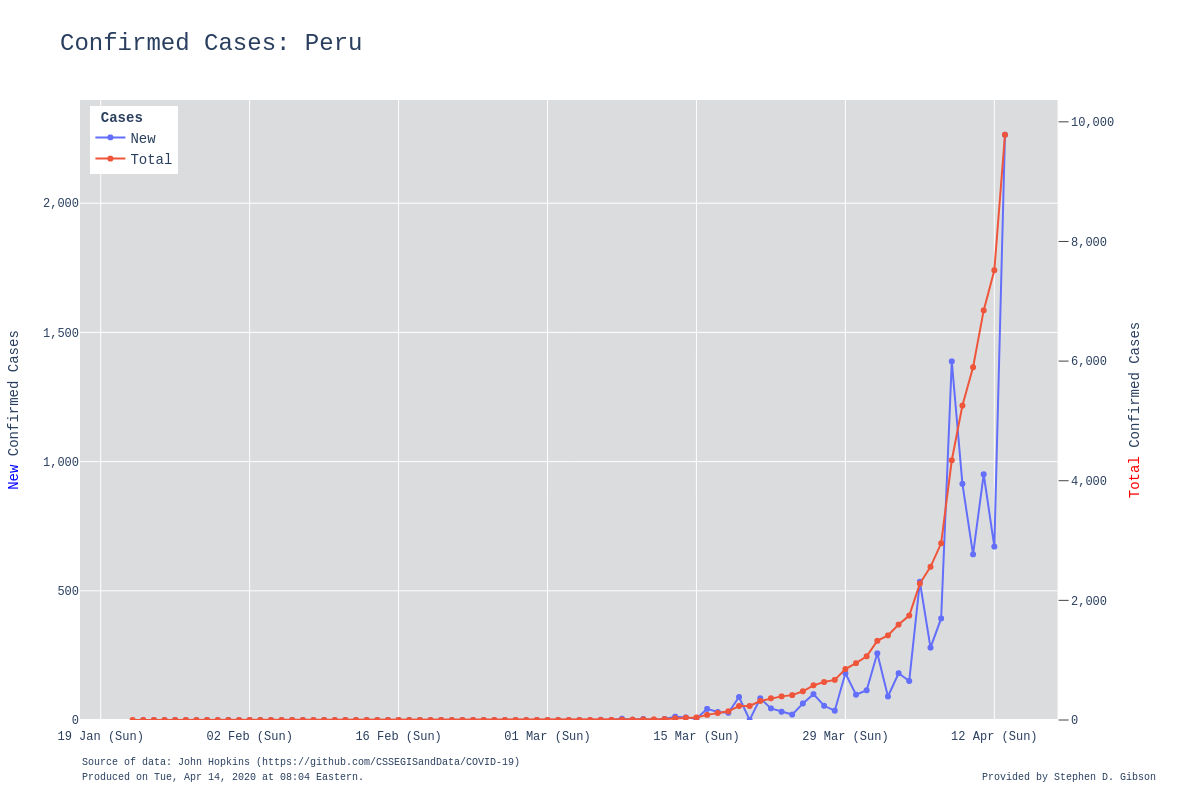 Confirmed Cases: Peru
Cases
New
Total
10,000
2,000
8,000
1,500
6,000
New Confirmed Cases
Total Confirmed Cases
1,000
4,000
500
2,000
0
0
19 Jan (Sun) 02 Feb (Sun) 16 Feb (Sun) 01 Mar (Sun) 15 Mar (Sun) 29 Mar (Sun) 12 Apr (Sun)
Source of data: John Hopkins (https://github.com/CSSEGISandData/COVID-19)
Produced on Tue, Apr 14, 2020 at 08:04 Eastern.
Provided by Stephen D. Gibson